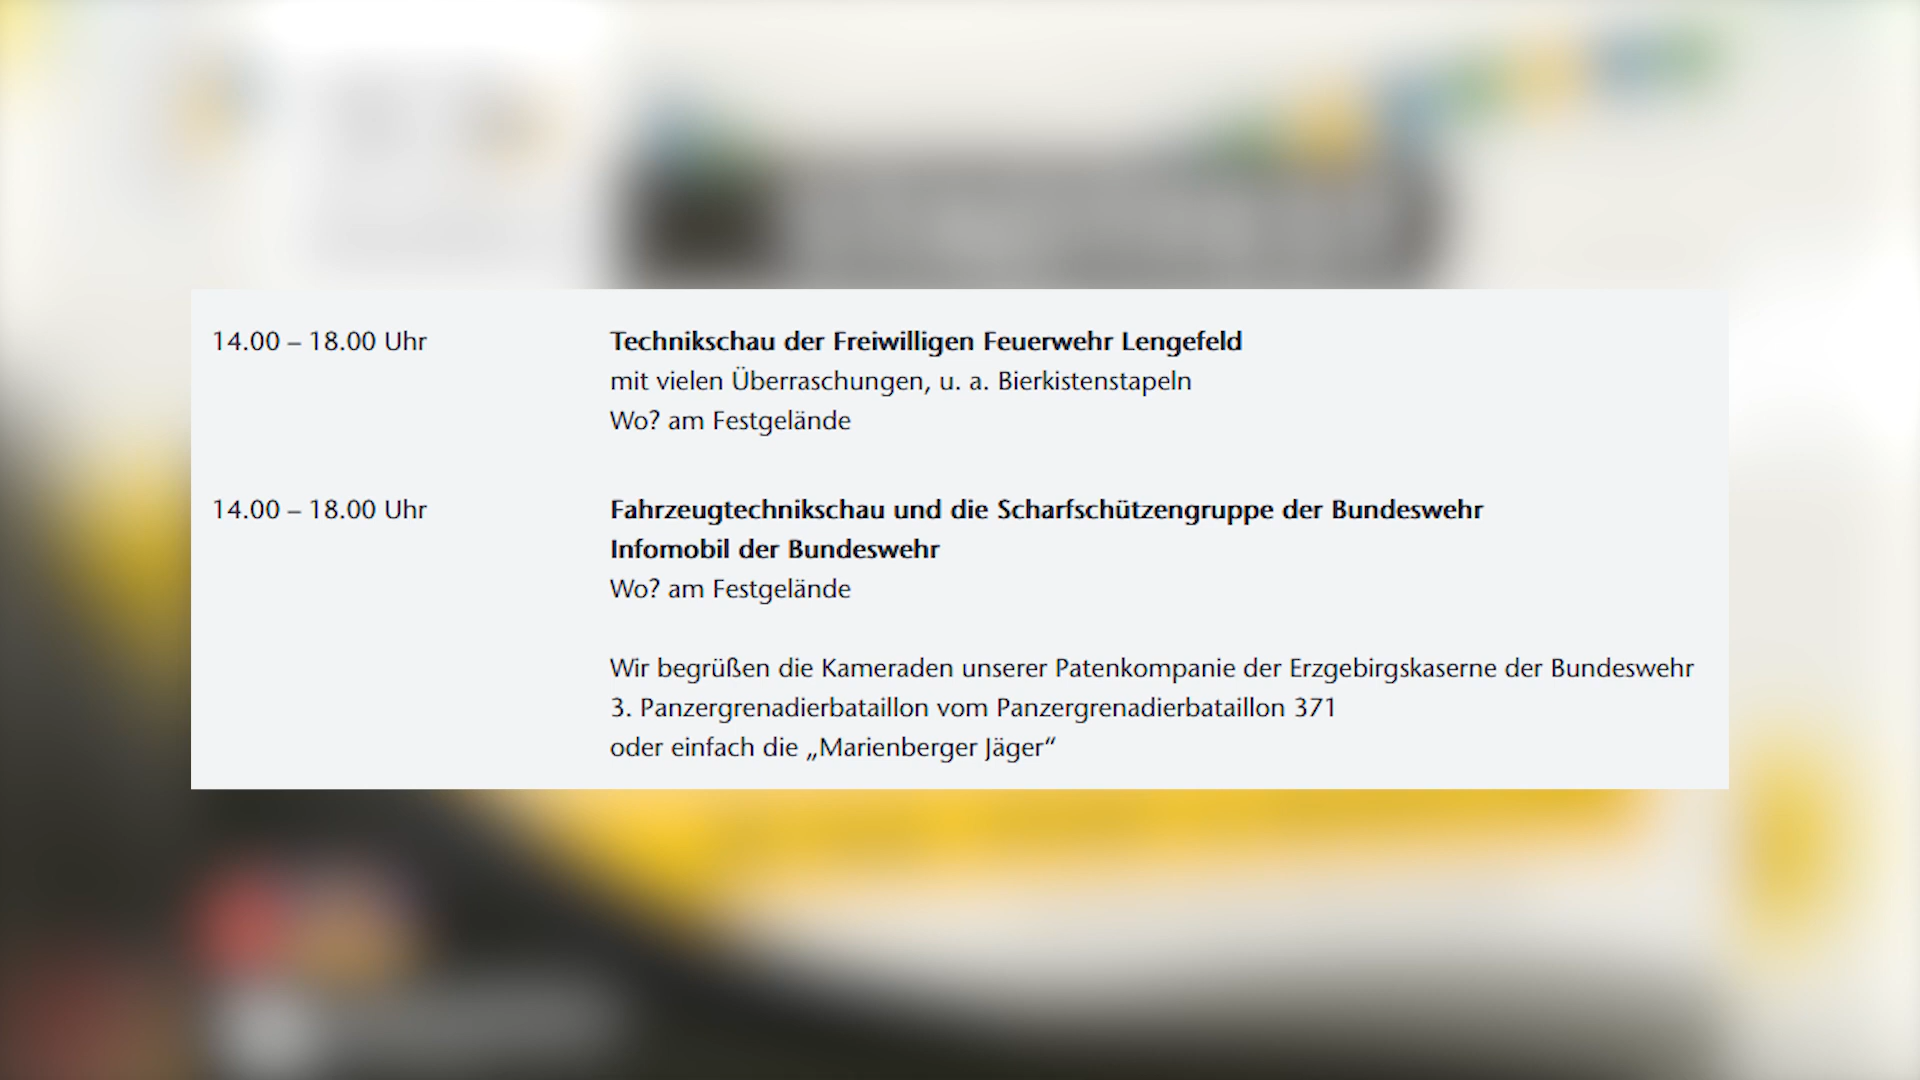 14.00 – 18.00 Uhr
Technikschau der Freiwilligen Feuerwehr Lengefeld
mit vielen Überraschungen, u. a. Bierkistenstapeln
Wo? am Festgelände
14.00 – 18.00 Uhr
Fahrzeugtechnikschau und die Scharfschützengruppe der Bundeswehr
Infomobil der Bundeswehr
Wo? am Festgelände
Wir begrüßen die Kameraden unserer Patenkompanie der Erzgebirgskaserne der Bundeswehr
3. Panzergrenadierbataillon vom Panzergrenadierbataillon 371
oder einfach die „Marienberger Jäger“